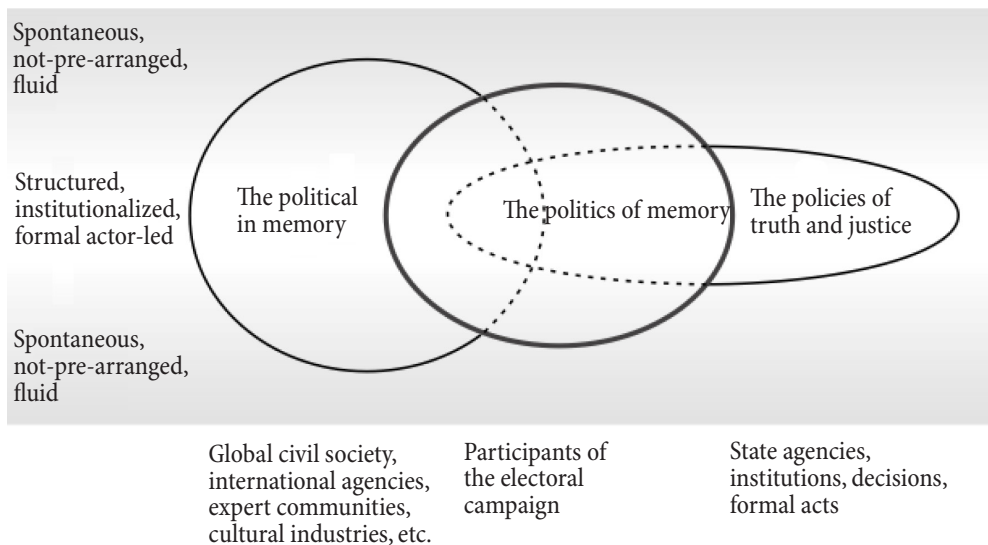 Spontaneous,
not-pre-arranged,
fluid
Structured,
institutionalized,
formal actor-led
The political
in memory
The politics of memory
The policies of
truth and justice
Spontaneous,
not-pre-arranged,
fluid
Global civil society,
international agencies,
expert communities,
cultural industries, etc.
Participants of
the electoral
campaign
State agencies,
institutions, decisions,
formal acts